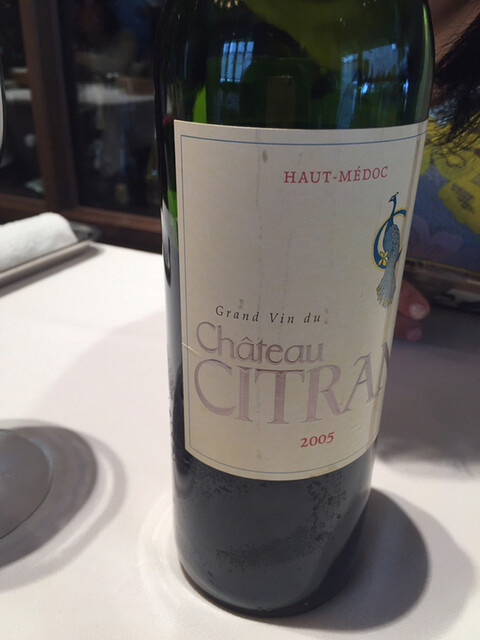 HAUT-MÉDOC
Grand Vin du
Château
CITRAN
2005